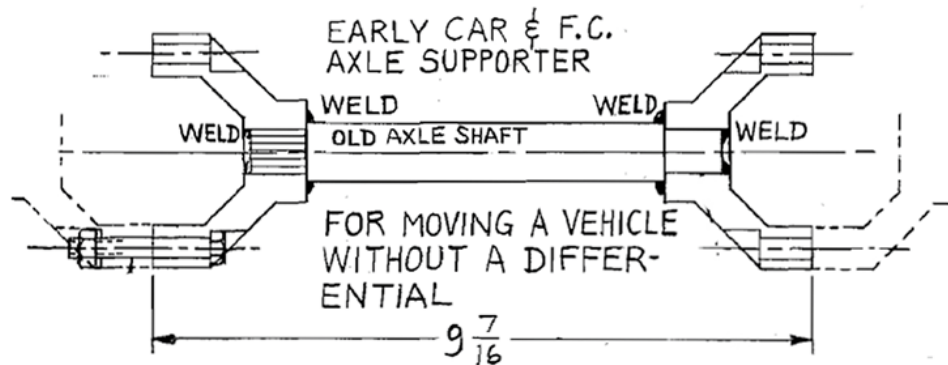 EARLY CAR & F.C.
AXLE SUPPORTER
WELD
WELD
WELD
OLD AXLE SHAFT
WELD
FOR MOVING A VEHICLE
WITHOUT A DIFFER-
ENTIAL
9 7/16